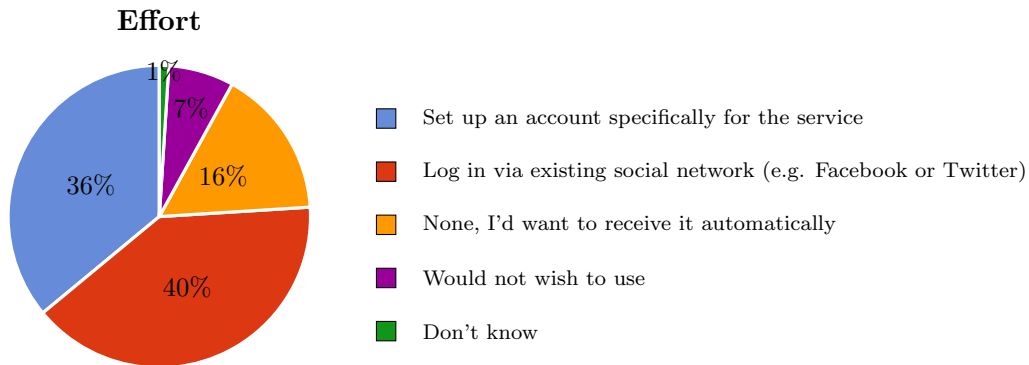 Effort
1%
7%
16%
36%
40%
Set up an account specifically for the service
Log in via existing social network (e.g. Facebook or Twitter)
None, I'd want to receive it automatically
Would not wish to use
Don't know